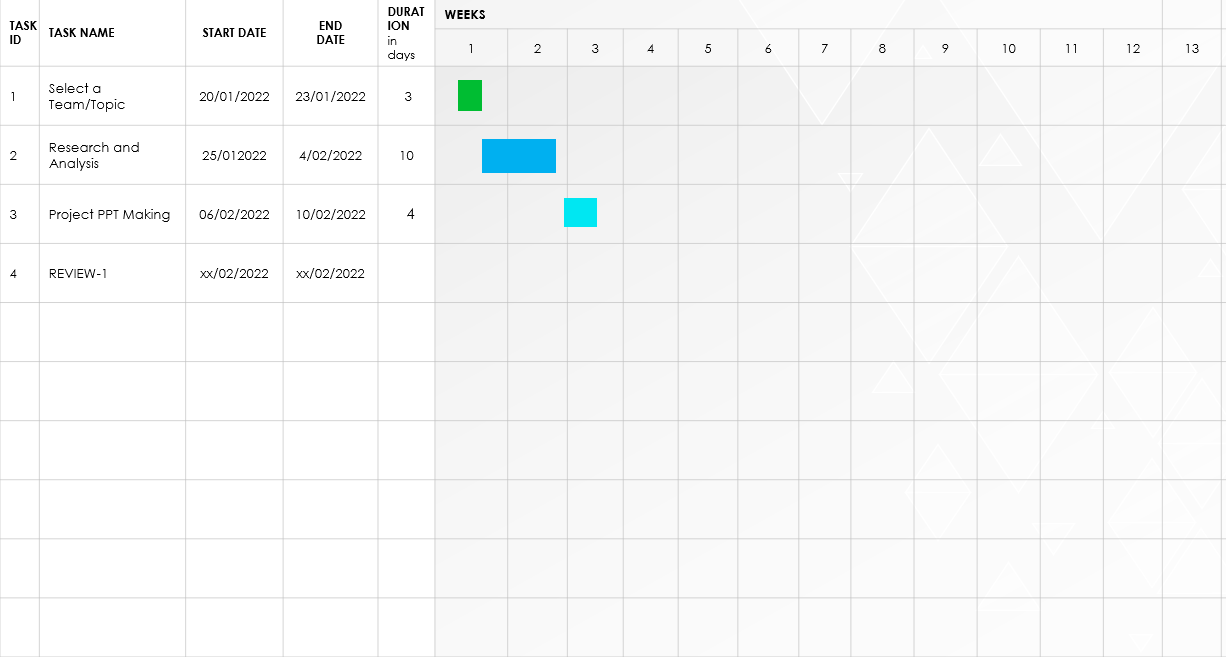 TASK ID
TASK NAME
START DATE
END DATE
DURAT
ION
in
days
WEEKS
1 2 3 4 5 6 7 8 9 10 11 12 13
1
Select a
Team/Topic
20/01/2022
23/01/2022
3
2
Research and
Analysis
25/012022
4/02/2022
10
3
Project PPT Making
06/02/2022
10/02/2022
4
4
REVIEW-1
xx/02/2022
xx/02/2022